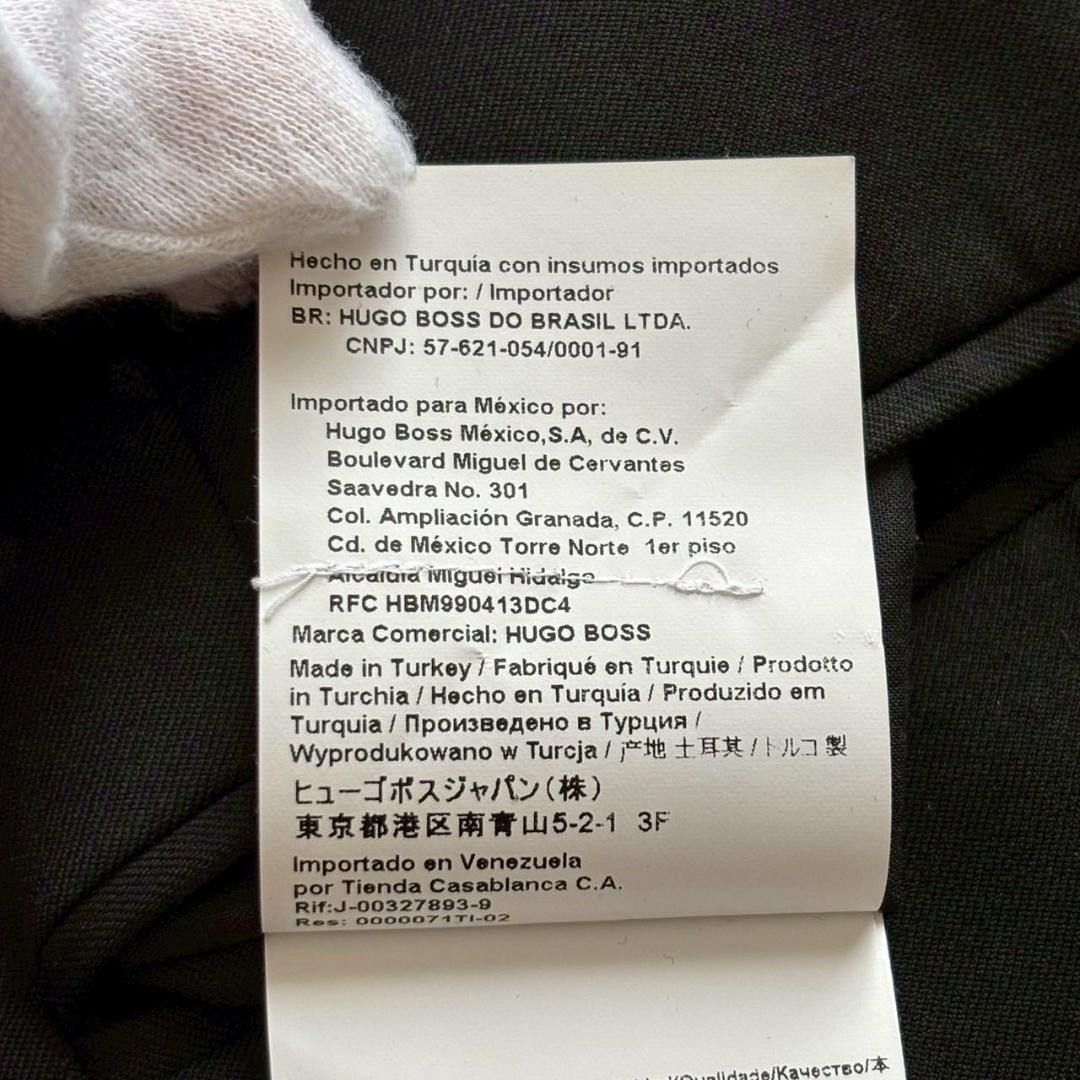 Hecho en Turquía con insumos importados
Importador por: / Importador
BR: HUGO BOSS DO BRASIL LTDA.
CNPJ: 57-621-054/0001-91
Importado para México por:
Hugo Boss México,S.A, de C.V.
Boulevard Miguel de Cervantes
Saavedra No. 301
Col. Ampliación Granada, C.P. 11520
Cd. de México Torre Norte 1er piso
Alcaldía Miguel Hidalgo
RFC HBM990413DC4
Marca Comercial: HUGO BOSS
Made in Turkey / Fabriqué en Turquie / Prodotto
in Turchia / Hecho en Turquía / Produzido em
Turquia / Произведено в Турция /
Wyprodukowano w Turcja / 产地 土耳其 / トルコ製
ヒューゴボスジャパン(株)
東京都港区南青山5-2-1 3F
Importado en Venezuela
por Tienda Casablanca C.A.
Rif:J-00327893-9
Res: 0000071TI-02
/Qualidade/Качество/本